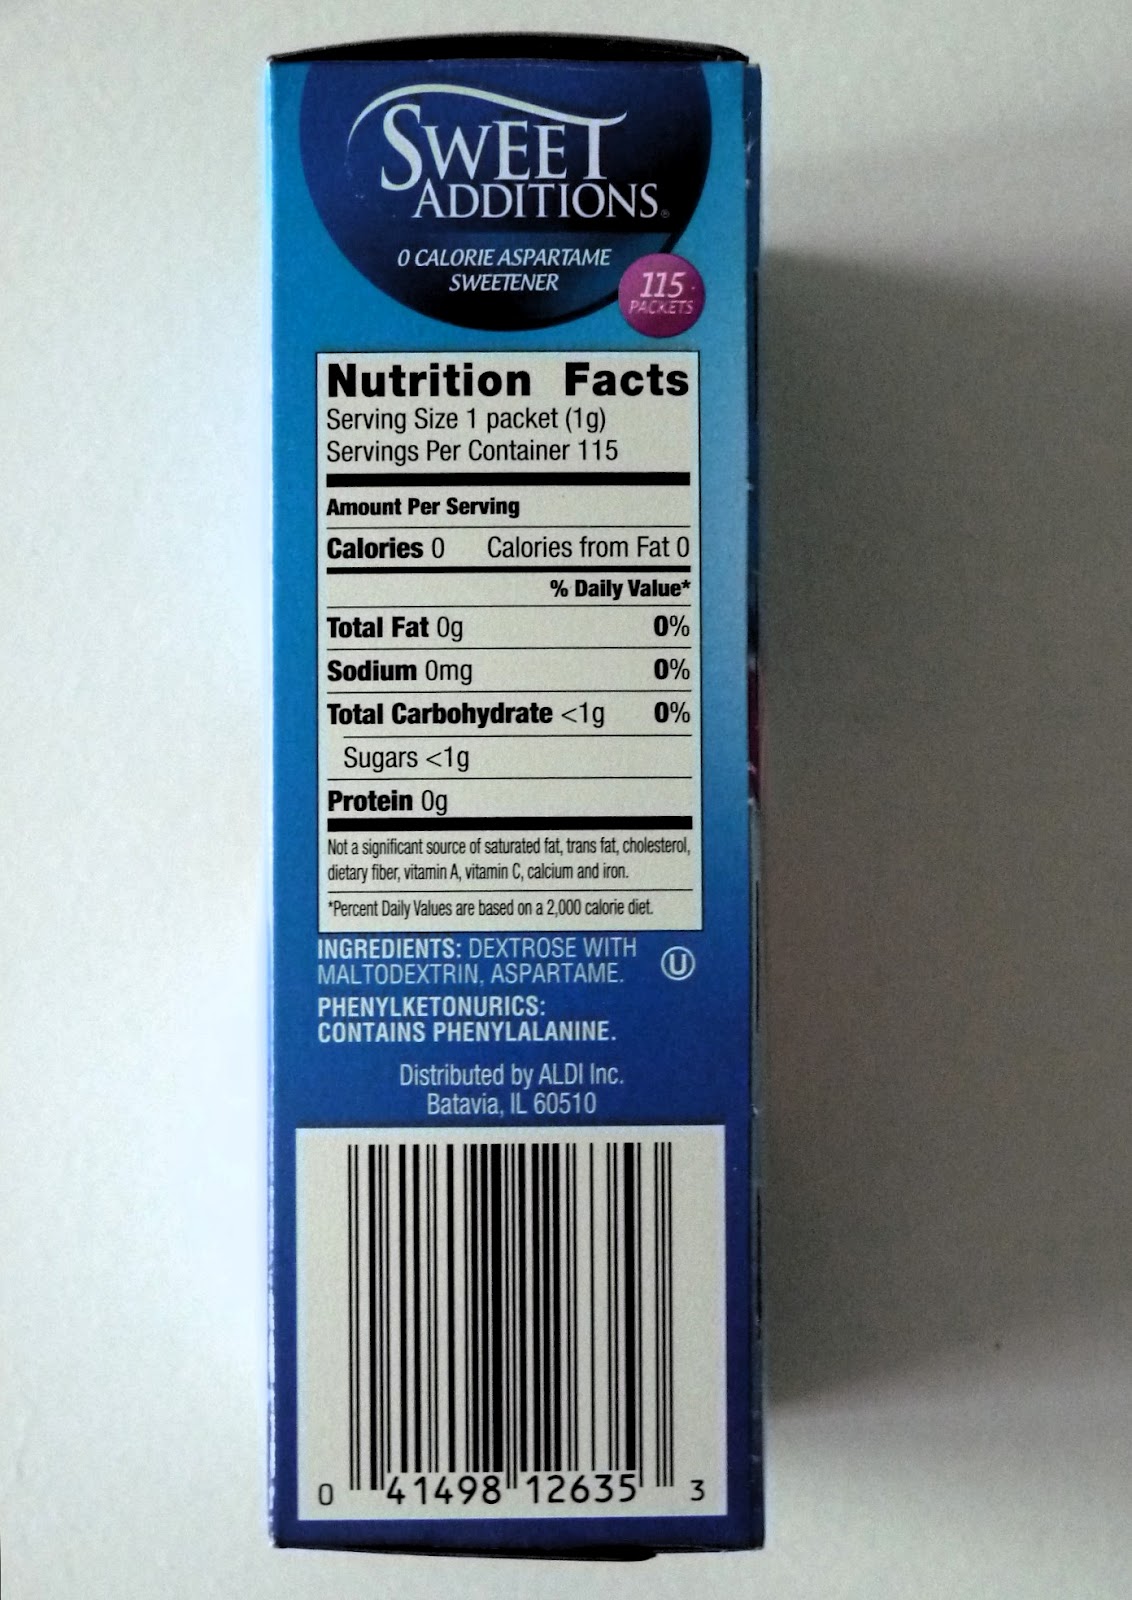 SWEET
ADDITIONS®
0 CALORIE ASPARTAME
SWEETENER
115
PACKETS
Nutrition Facts
Serving Size 1 packet (1g)
Servings Per Container 115
Amount Per Serving
Calories 0 Calories from Fat 0
% Daily Value*
Total Fat 0g 0%
Sodium 0mg 0%
Total Carbohydrate <1g 0%
Sugars <1g
Protein 0g
Not a significant source of saturated fat, trans fat, cholesterol,
dietary fiber, vitamin A, vitamin C, calcium and iron.
*Percent Daily Values are based on a 2,000 calorie diet.
INGREDIENTS: DEXTROSE WITH
MALTODEXTRIN, ASPARTAME.
U
PHENYLKETONURICS:
CONTAINS PHENYLALANINE.
Distributed by ALDI Inc.
Batavia, IL 60510
0 41498 12635 3